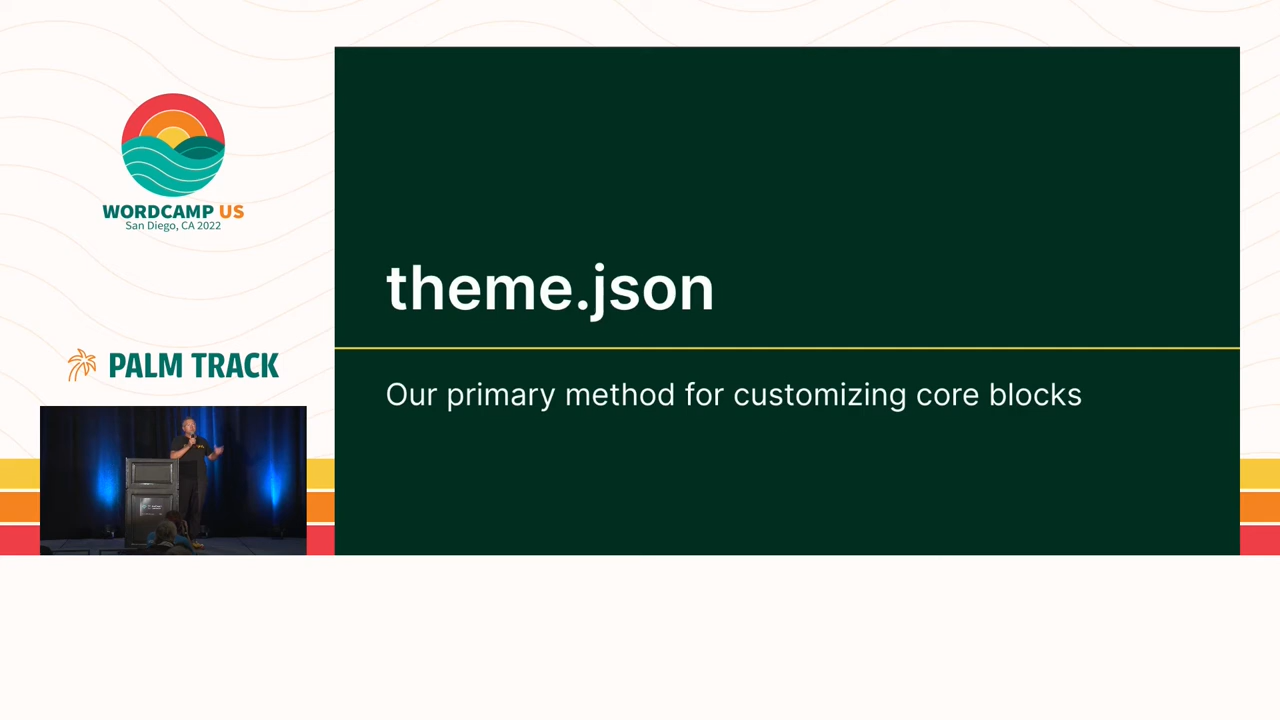 WORDCAMP US
San Diego, CA 2022
PALM TRACK
theme.json
Our primary method for customizing core blocks